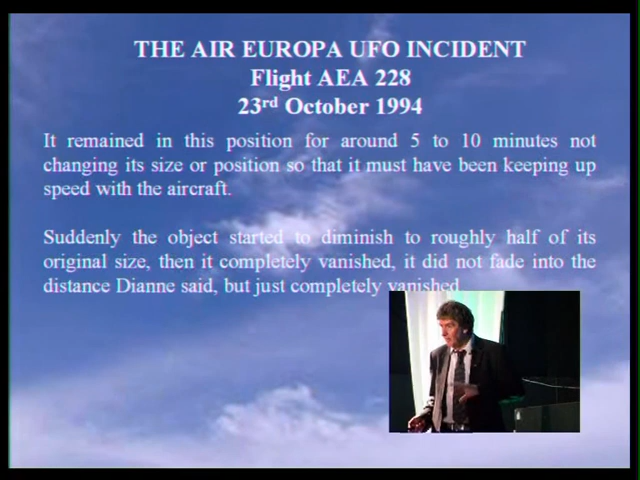 THE AIR EUROPA UFO INCIDENT
Flight AEA 228
23rd October 1994
It remained in this position for around 5 to 10 minutes not
changing its size or position so that it must have been keeping up
speed with the aircraft.
Suddenly the object started to diminish to roughly half of its
original size, then it completely vanished, it did not fade into the
distance Dianne said, but just completely vanished